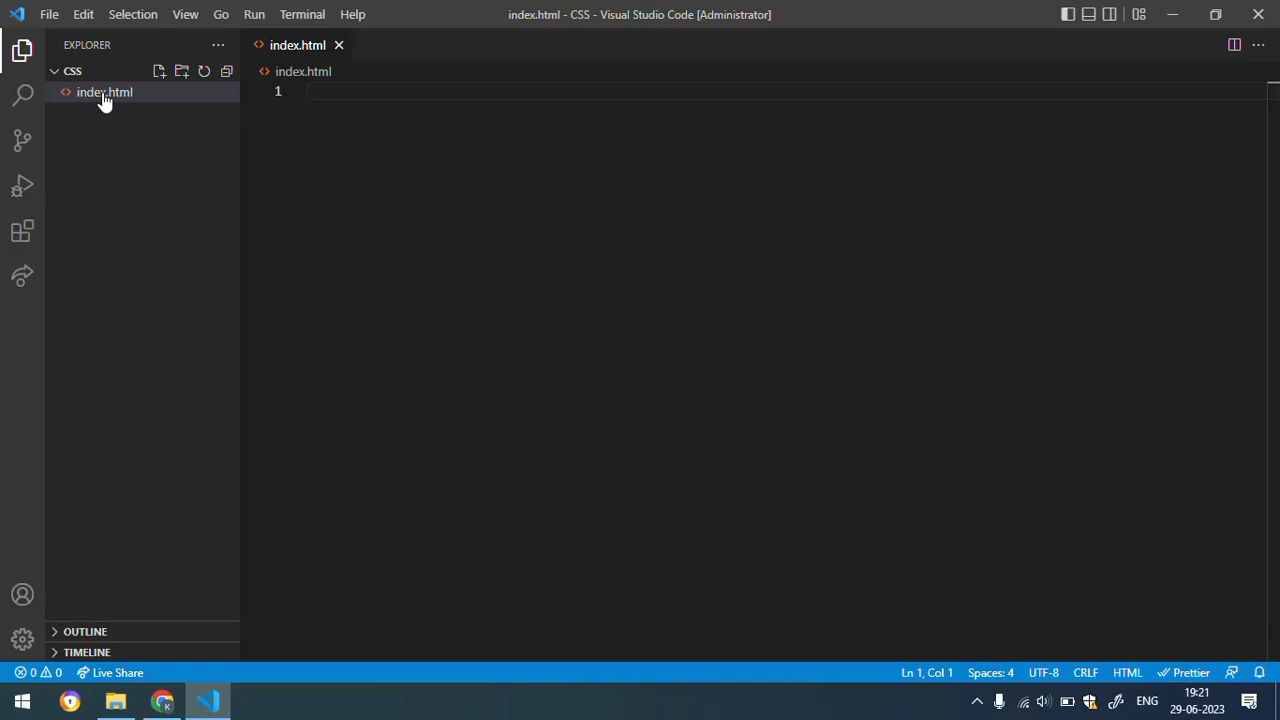 File Edit Selection View Go Run Terminal Help
index.html - CSS - Visual Studio Code [Administrator]
EXPLORER
index.html
CSS
index.html
index.html
1
OUTLINE
TIMELINE
0 0 Live Share
Ln 1, Col 1 Spaces: 4 UTF-8 CRLF HTML Prettier
ENG
19:21
29-06-2023